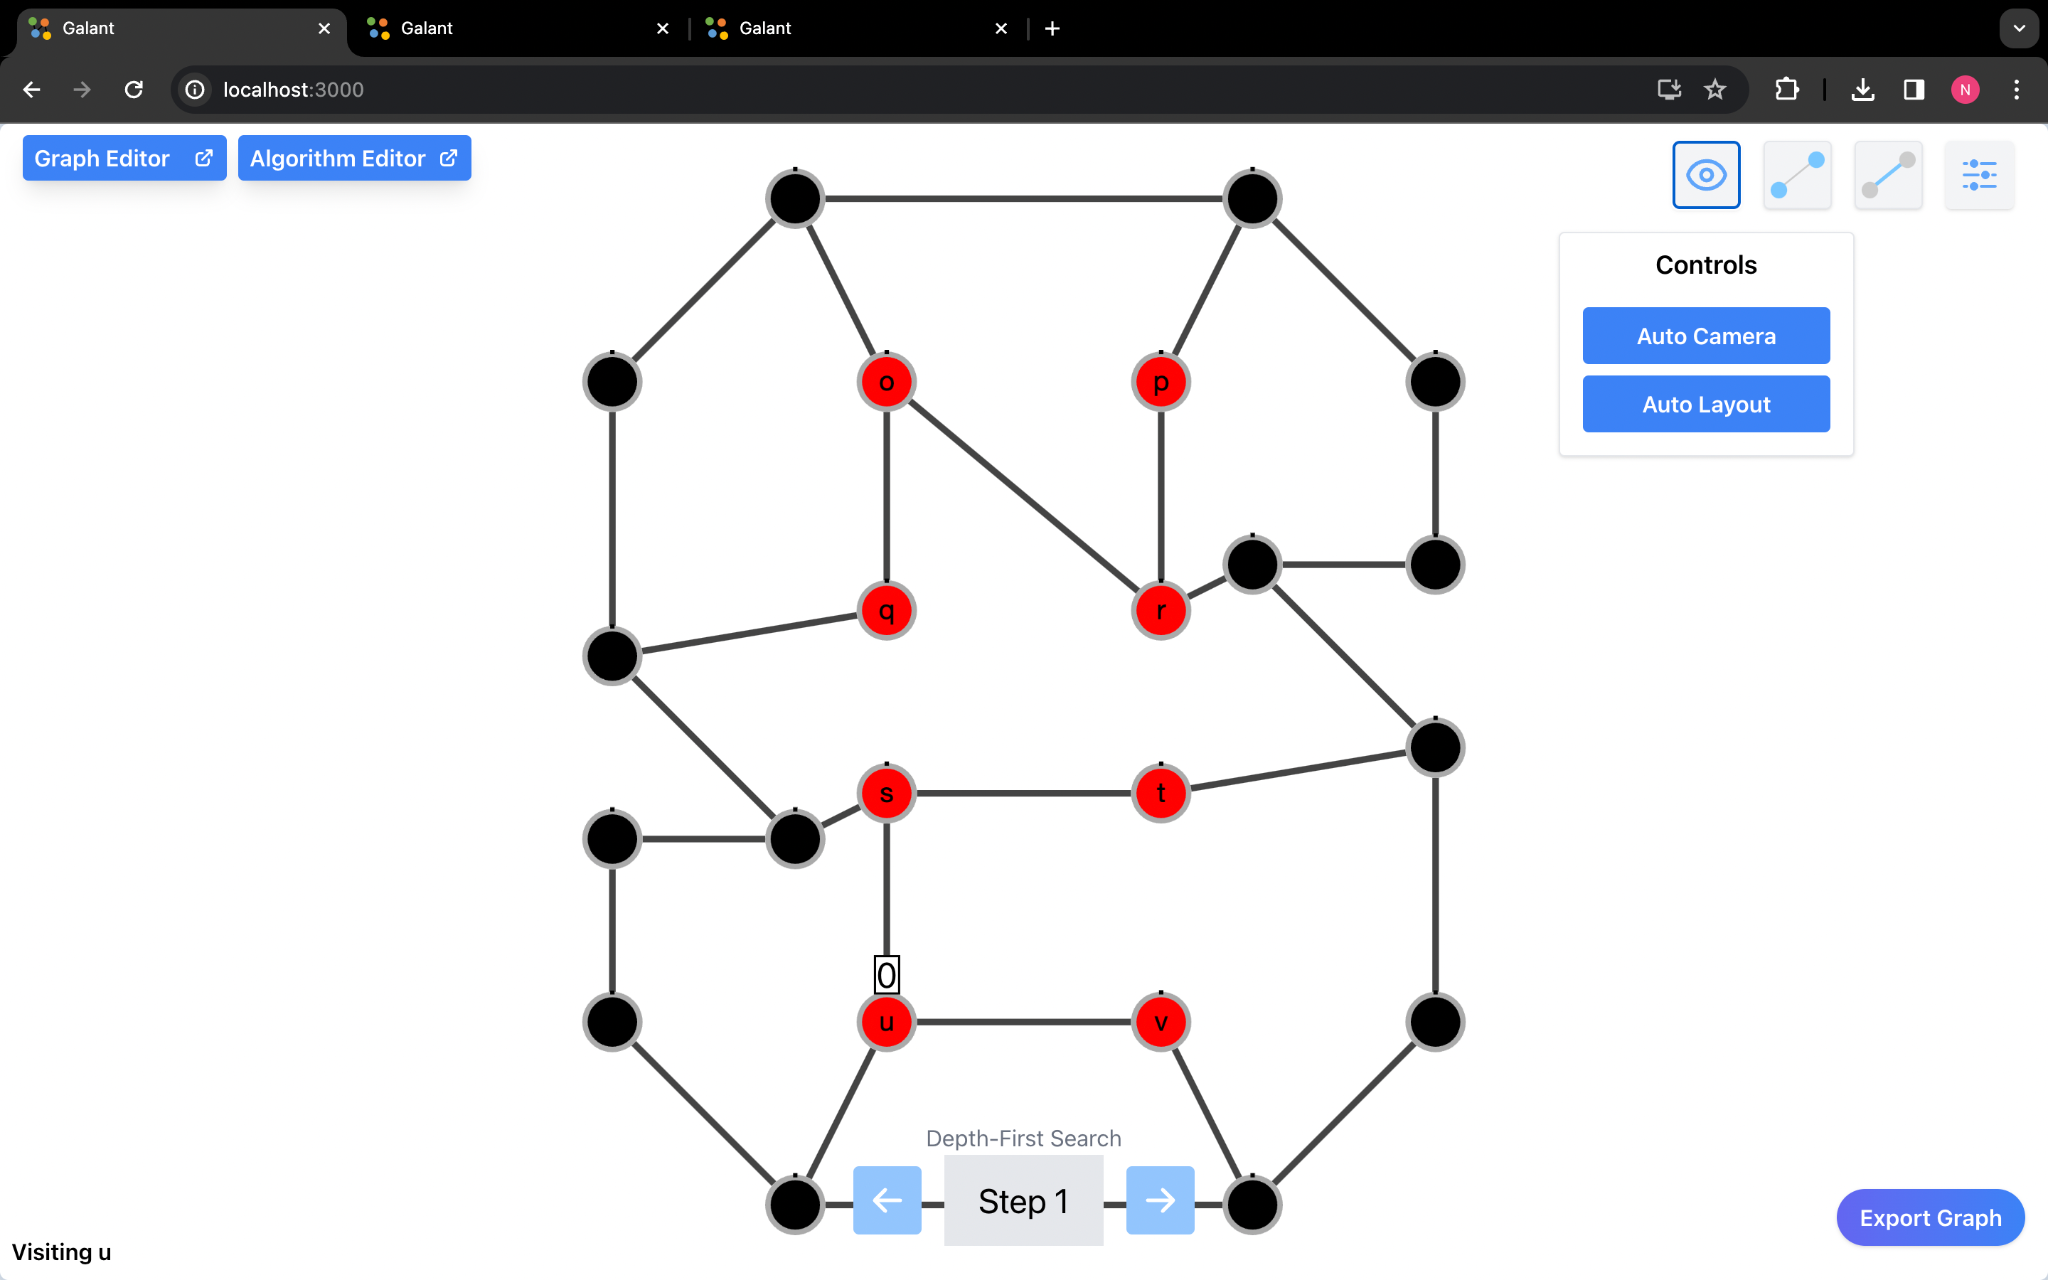 Galant
Galant
Galant
localhost:3000
N
Graph Editor
Algorithm Editor
Controls
Auto Camera
Auto Layout
o
p
q
r
s
t
0
u
v
Depth-First Search
Step 1
Export Graph
Visiting u